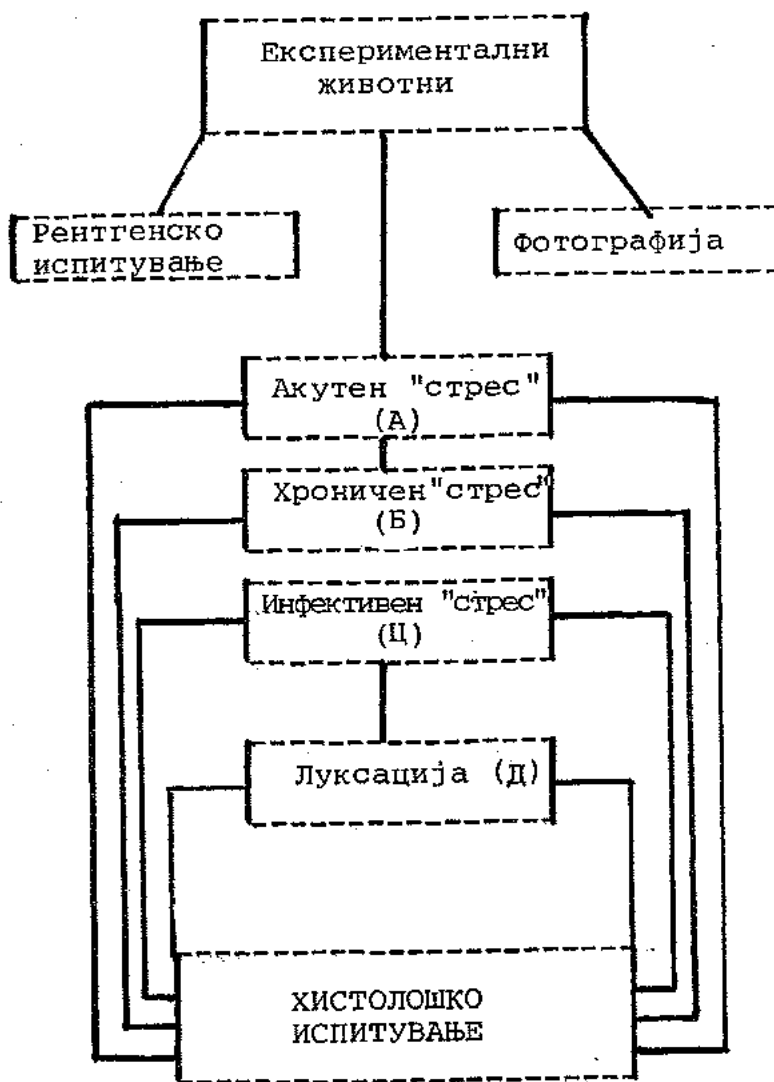 Експериментални
животни
Рентгенско
испитување
Фотографија
Акутен "стрес"
(А)
Хроничен"стрес"
(Б)
Инфективен "стрес"
(Ц)
Луксација (Д)
ХИСТОЛОШКО
ИСПИТУВАЊЕ